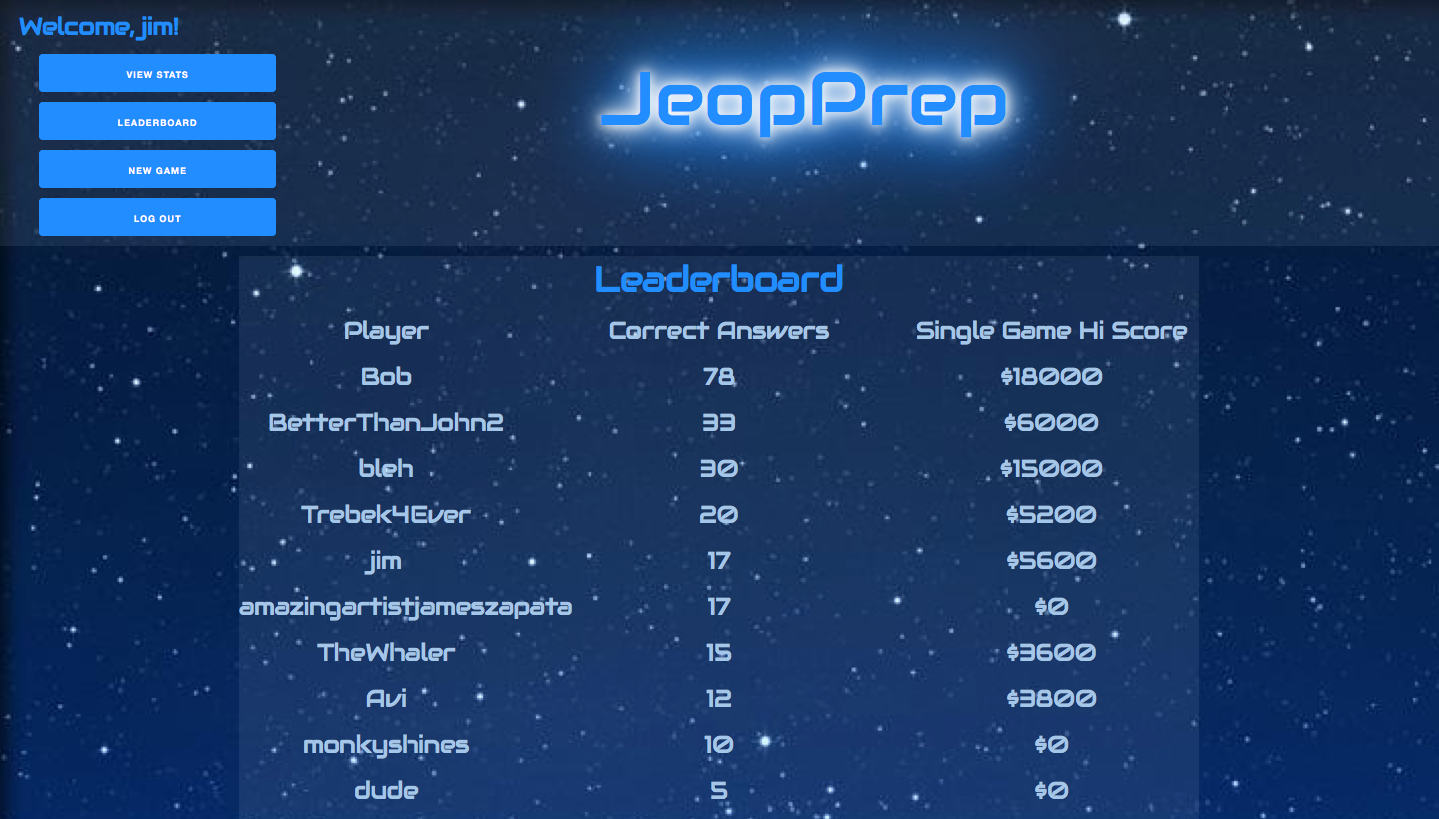 Welcome, jim!
VIEW STATS
LEADERBOARD
NEW GAME
LOG OUT
JeopPrep
Leaderboard
Player Correct Answers Single Game Hi Score
Bob 78 $18000
BetterThanJohn2 33 $6000
bleh 30 $15000
Trebek4Ever 20 $5200
jim 17 $5600
amazingartistjameszapata 17 $0
TheWhaler 15 $3600
Avi 12 $3800
monkyshines 10 $0
dude 5 $0